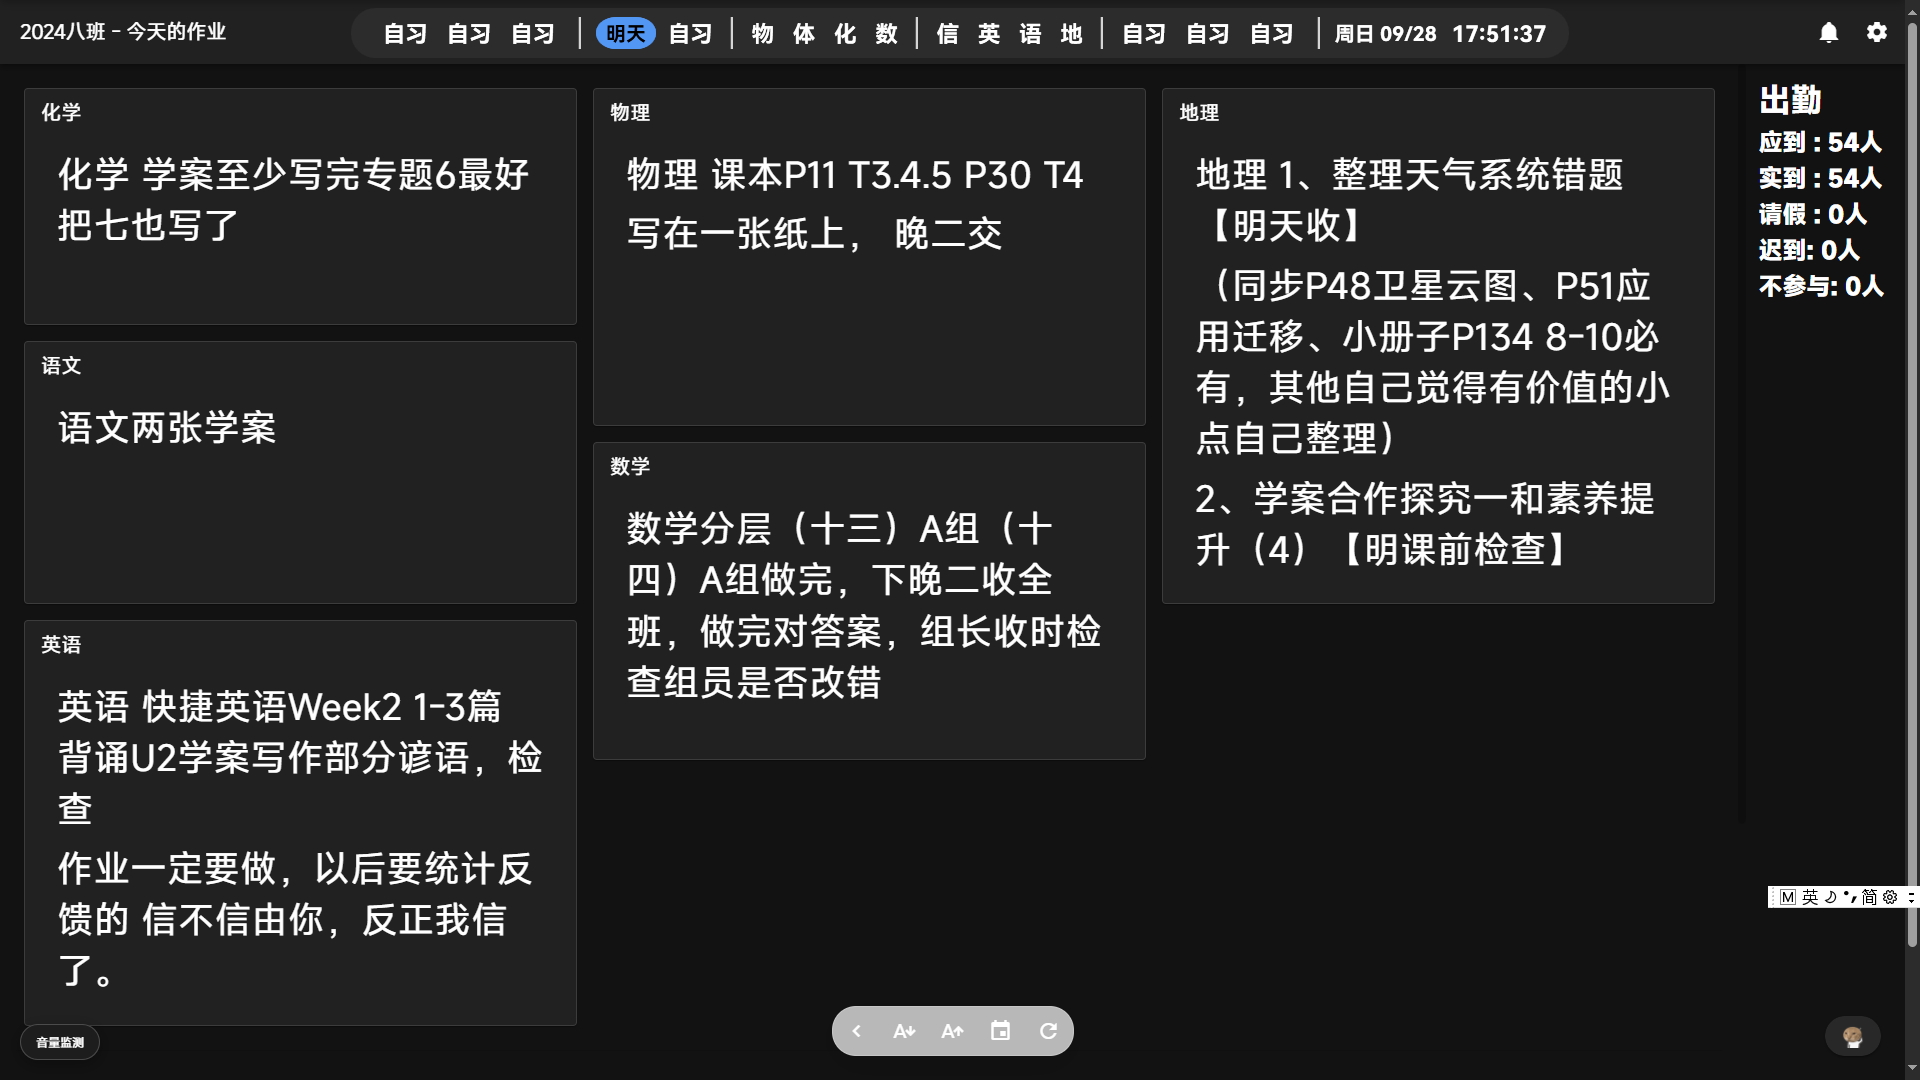 2024八班 - 今天的作业
自习 自习 自习 | 明天 自习 | 物 体 化 数 | 信 英 语 地 | 自习 自习 自习 | 周日 09/28 17:51:37
化学
化学 学案至少写完专题6最好
把七也写了
语文
语文两张学案
英语
英语 快捷英语Week2 1-3篇
背诵U2学案写作部分谚语，检
查
作业一定要做，以后要统计反
馈的 信不信由你，反正我信
了。
物理
物理 课本P11 T3.4.5 P30 T4
写在一张纸上， 晚二交
数学
数学分层（十三）A组（十
四）A组做完，下晚二收全
班，做完对答案，组长收时检
查组员是否改错
地理
地理 1、整理天气系统错题
【明天收】
（同步P48卫星云图、P51应
用迁移、小册子P134 8-10必
有，其他自己觉得有价值的小
点自己整理）
2、学案合作探究一和素养提
升（4）【明课前检查】
出勤
应到 : 54人
实到 : 54人
请假 : 0人
迟到: 0人
不参与: 0人
M 英 简
音量监测
A A